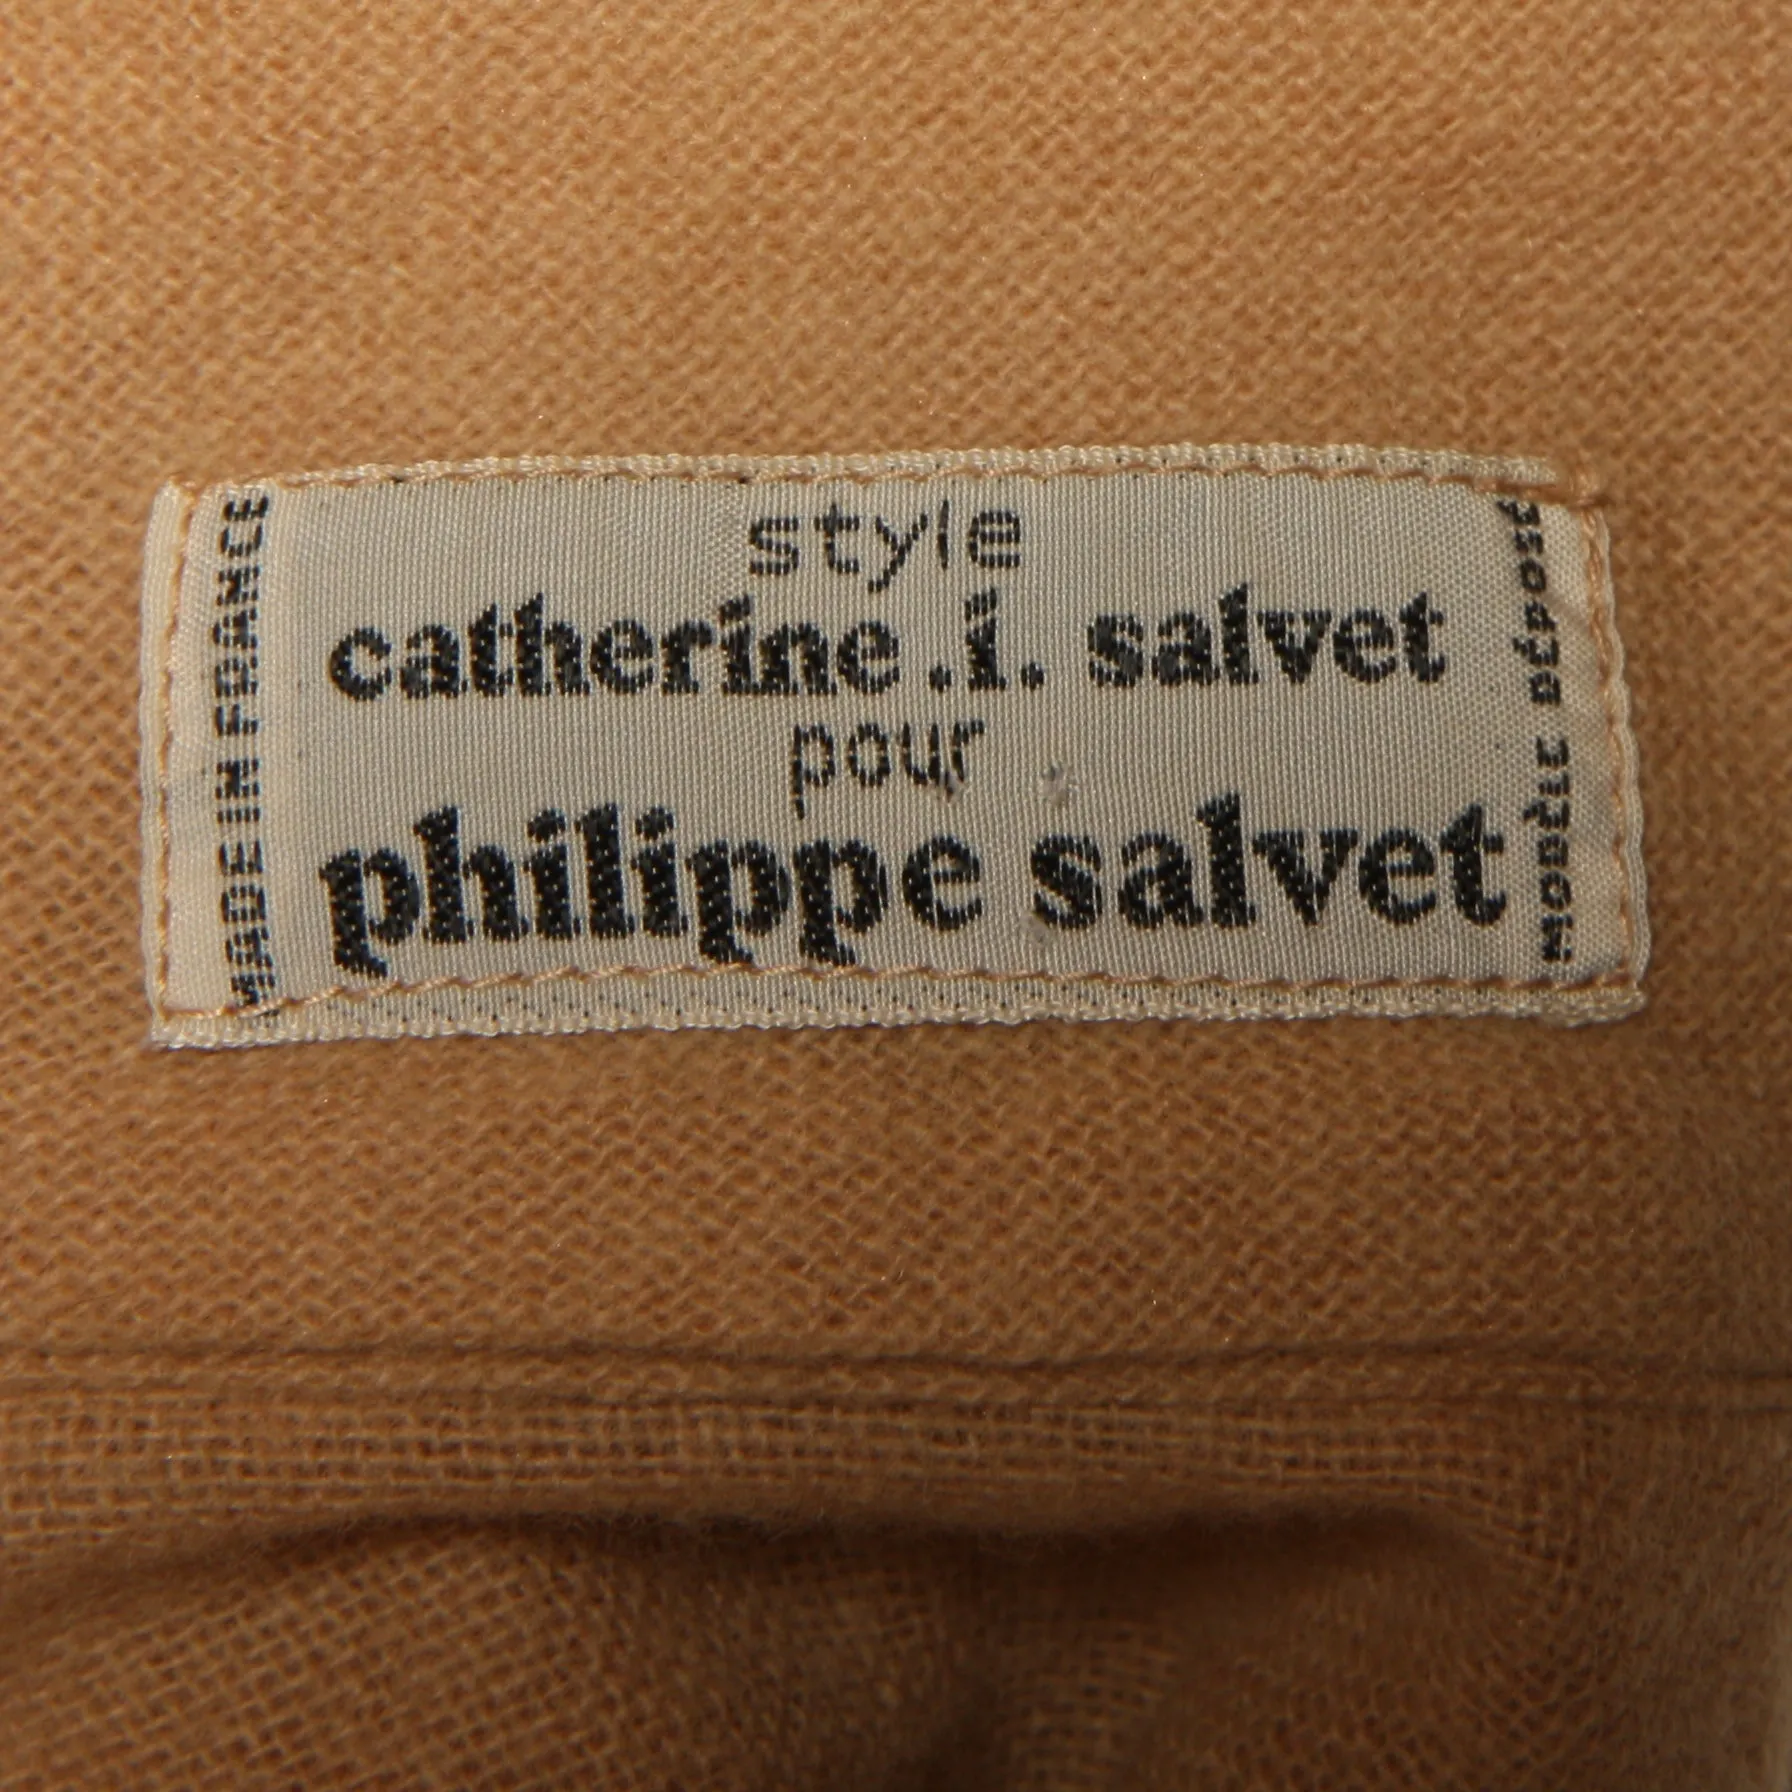 MADE IN FRANCE
style
catherine .i. salvet
pour
philippe salvet
MODÈLE DÉPOSÉ